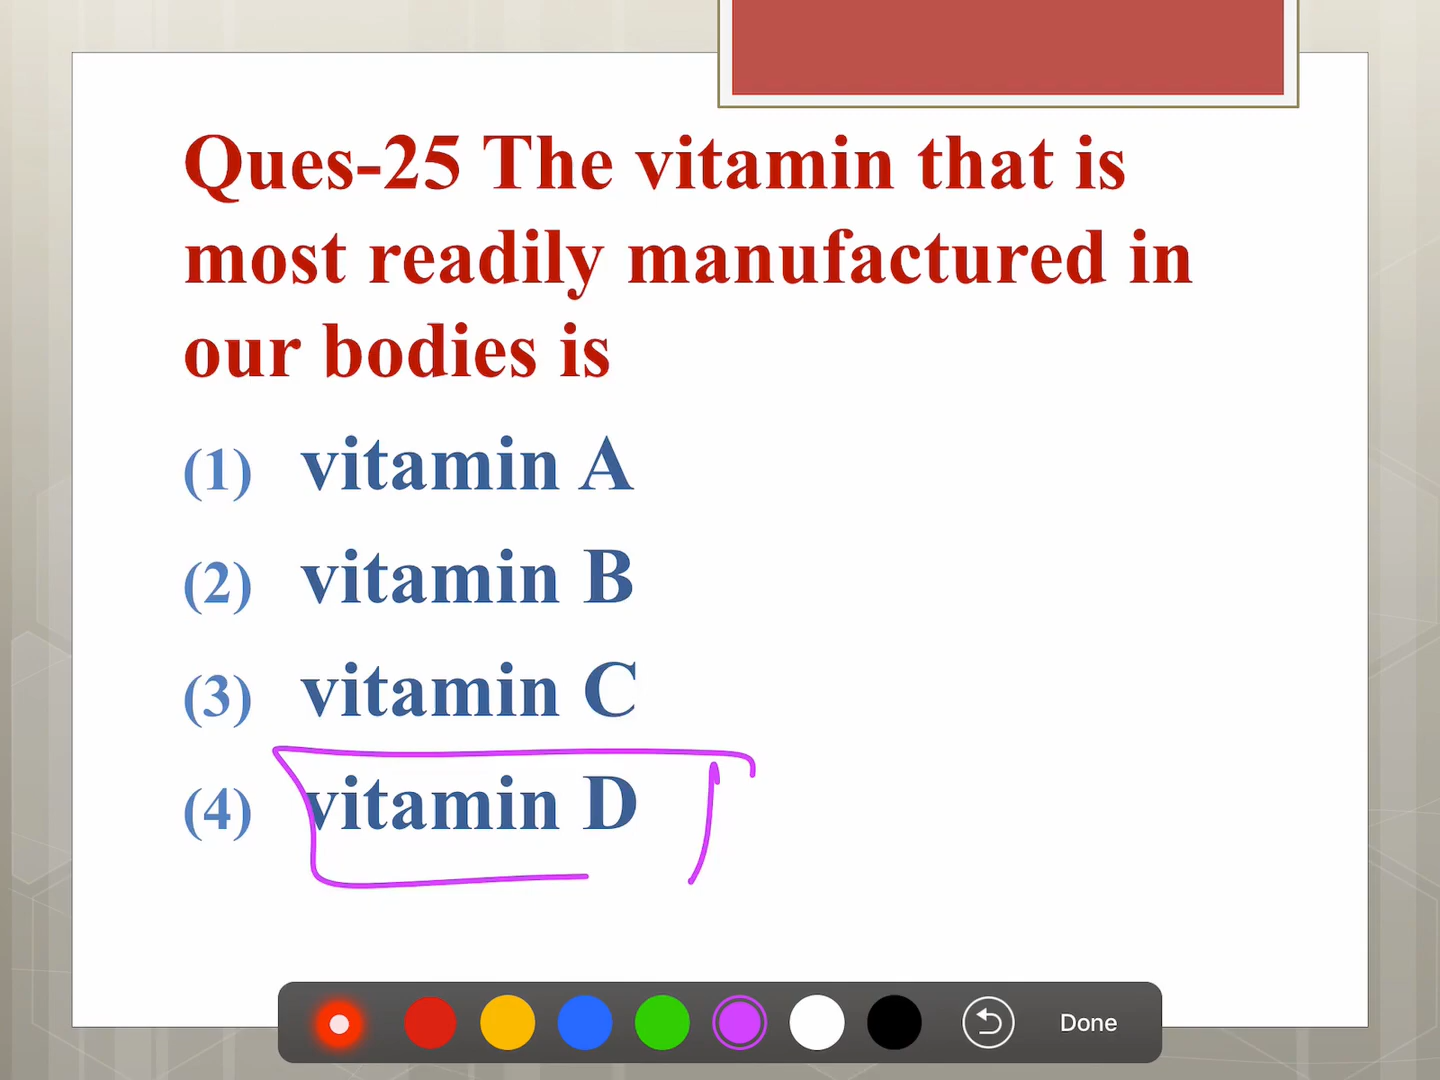 Ques-25 The vitamin that is
most readily manufactured in
our bodies is
(1) vitamin A
(2) vitamin B
(3) vitamin C
(4) vitamin D
Done